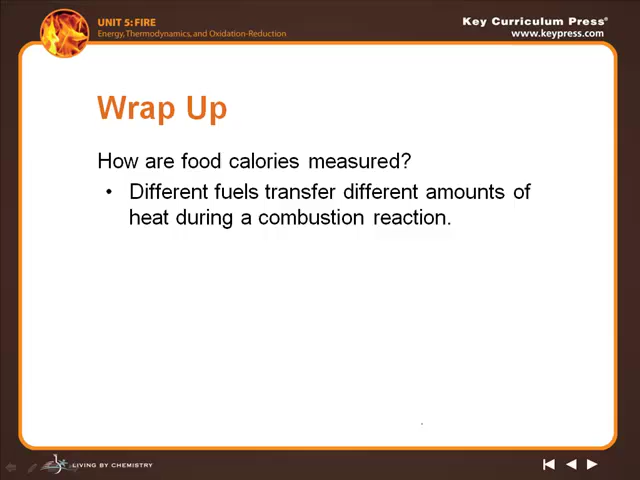 UNIT 5: FIRE
Energy, Thermodynamics, and Oxidation-Reduction
Key Curriculum Press®
www.keypress.com
Wrap Up
How are food calories measured?
• Different fuels transfer different amounts of
heat during a combustion reaction.
LIVING BY CHEMISTRY